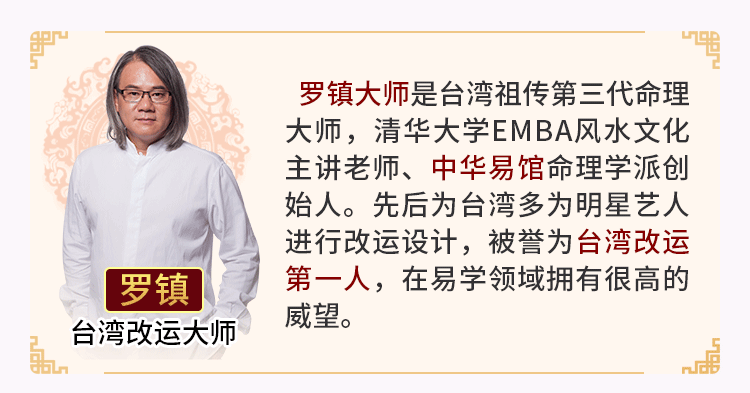 罗镇大师是台湾祖传第三代命理
大师，清华大学EMBA风水文化
主讲老师、中华易馆命理学派创
始人。先后为台湾多为明星艺人
进行改运设计，被誉为台湾改运
第一人，在易学领域拥有很高的
威望。
罗镇
台湾改运大师